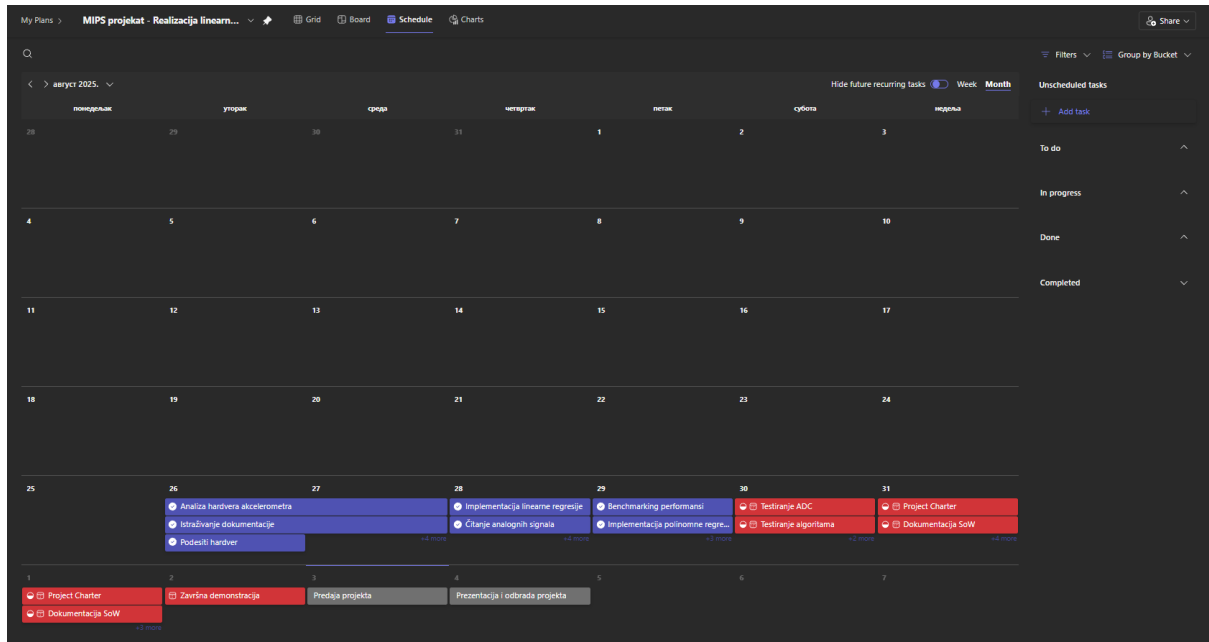 My Plans > MIPS projekat - Realizacija linearn... Grid Board Schedule Charts Share
Filters Group by Bucket
август 2025. Hide future recurring tasks Week Month Unscheduled tasks
понедељак уторак среда четвртак петак субота недеља
+ Add task
28 29 30 31 1 2 3
To do
In progress
4 5 6 7 8 9 10
Done
Completed
11 12 13 14 15 16 17
18 19 20 21 22 23 24
25 26 27 28 29 30 31
Analiza hardvera akcelerometra Implementacija linearne regresije Benchmarking performansi Testiranje ADC Project Charter
Istraživanje dokumentacije Čitanje analognih signala Implementacija polinomne regre... Testiranje algoritama Dokumentacija SoW
Podesiti hardver +4 more +4 more +3 more +2 more +4 more
1 2 3 4 5 6 7
Project Charter Završna demonstracija Predaja projekta Prezentacija i odbrada projekta
Dokumentacija SoW
+3 more